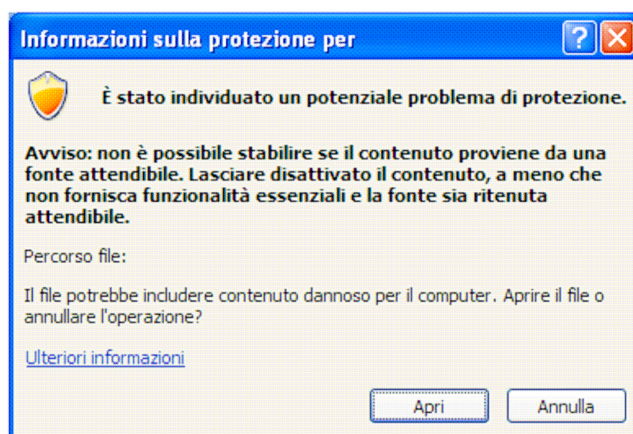 Informazioni sulla protezione per
È stato individuato un potenziale problema di protezione.
Avviso: non è possibile stabilire se il contenuto proviene da una
fonte attendibile. Lasciare disattivato il contenuto, a meno che
non fornisca funzionalità essenziali e la fonte sia ritenuta
attendibile.
Percorso file:
Il file potrebbe includere contenuto dannoso per il computer. Aprire il file o
annullare l'operazione?
Ulteriori informazioni
Apri Annulla